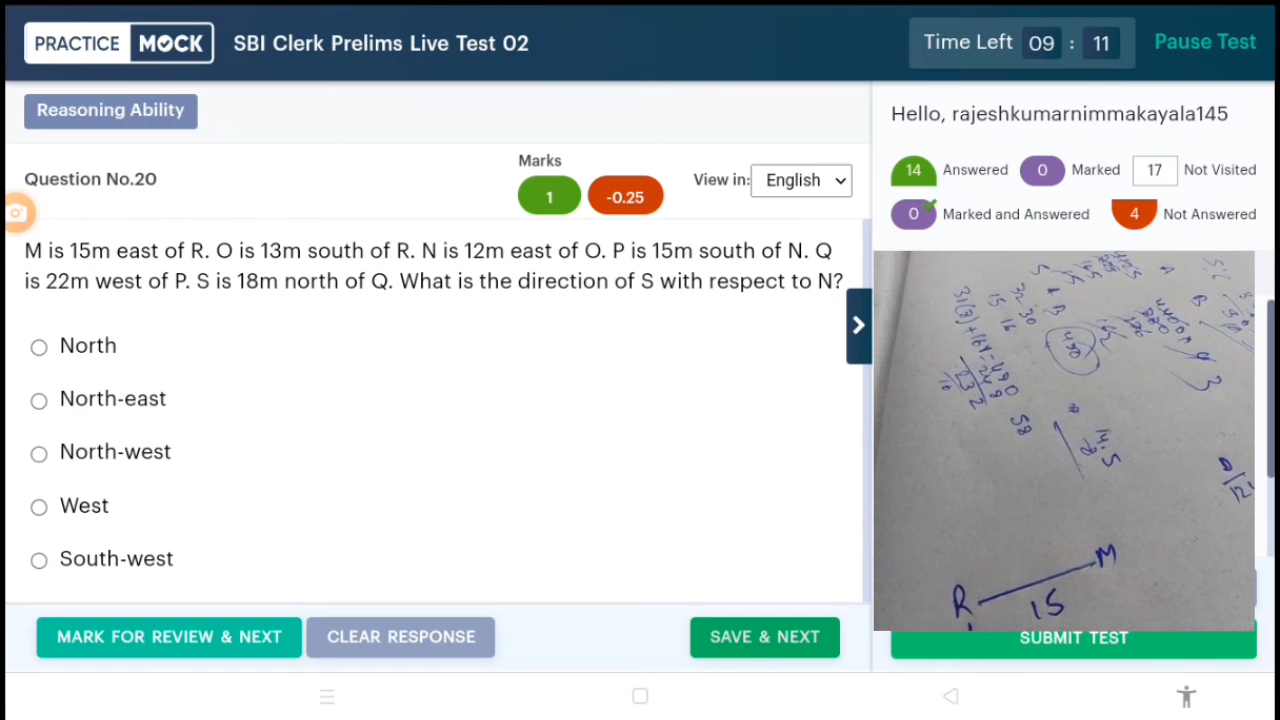 PRACTICE MOCK
SBI Clerk Prelims Live Test 02
Time Left 09 : 11
Pause Test
Reasoning Ability
Hello, rajeshkumarnimmakayala145
Question No.20
Marks
1 -0.25
View in: English
14 Answered 0 Marked 17 Not Visited
0 Marked and Answered 4 Not Answered
M is 15m east of R. O is 13m south of R. N is 12m east of O. P is 15m south of N. Q
is 22m west of P. S is 18m north of Q. What is the direction of S with respect to N?
North
North-east
North-west
West
South-west
490
58
14.5
R M
15
MARK FOR REVIEW & NEXT
CLEAR RESPONSE
SAVE & NEXT
SUBMIT TEST